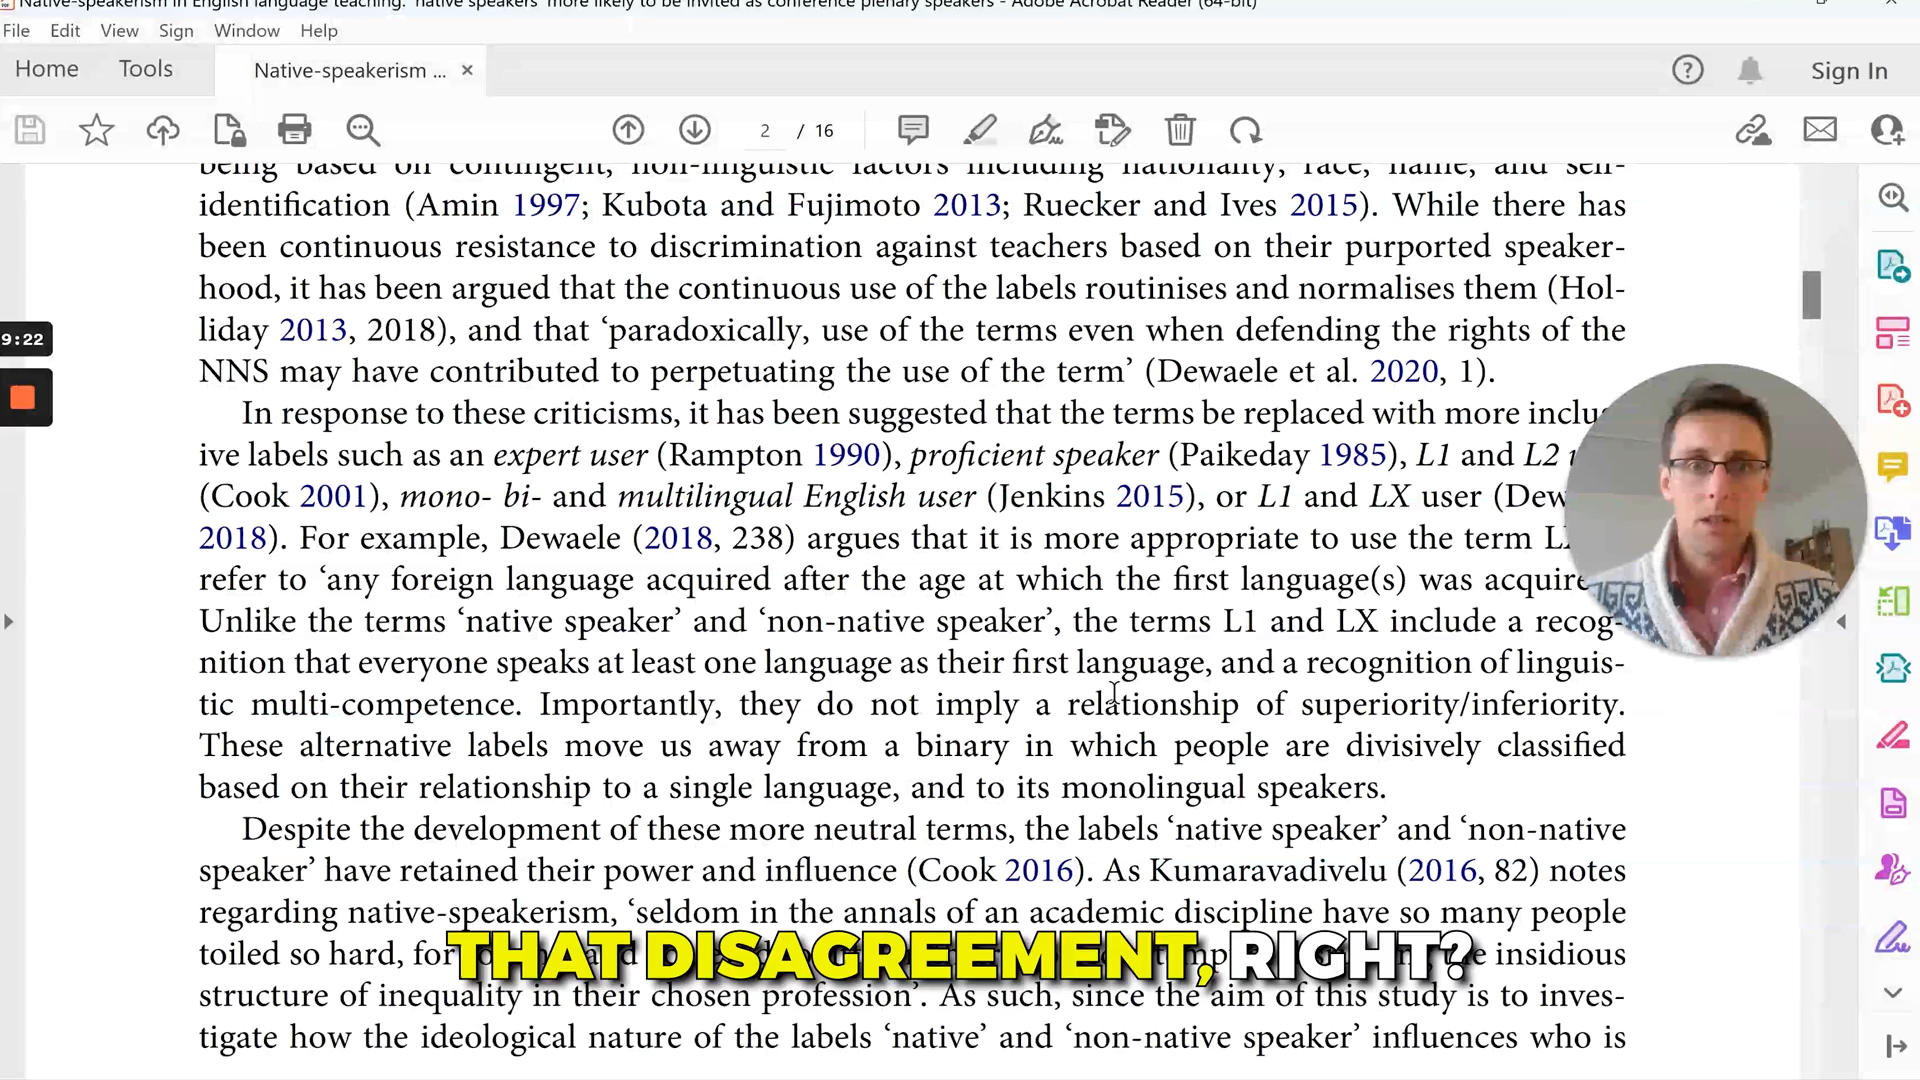 Native-speakerism in English language teaching: 'native speakers' more likely to be invited as conference plenary speakers - Adobe Acrobat Reader (64-bit)
File Edit View Sign Window Help
Home Tools Native-speakerism ... × Sign In
2 / 16
being based on contingent, non-linguistic factors including nationality, race, name, and self-
identification (Amin 1997; Kubota and Fujimoto 2013; Ruecker and Ives 2015). While there has
been continuous resistance to discrimination against teachers based on their purported speaker-
hood, it has been argued that the continuous use of the labels routinises and normalises them (Hol-
9:22
liday 2013, 2018), and that ‘paradoxically, use of the terms even when defending the rights of the
NNS may have contributed to perpetuating the use of the term’ (Dewaele et al. 2020, 1).
In response to these criticisms, it has been suggested that the terms be replaced with more inclu
ive labels such as an expert user (Rampton 1990), proficient speaker (Paikeday 1985), L1 and L2
(Cook 2001), mono- bi- and multilingual English user (Jenkins 2015), or L1 and LX user (Dew
2018). For example, Dewaele (2018, 238) argues that it is more appropriate to use the term L
refer to ‘any foreign language acquired after the age at which the first language(s) was acquire
Unlike the terms ‘native speaker’ and ‘non-native speaker’, the terms L1 and LX include a recog-
nition that everyone speaks at least one language as their first language, and a recognition of linguis-
tic multi-competence. Importantly, they do not imply a relationship of superiority/inferiority.
These alternative labels move us away from a binary in which people are divisively classified
based on their relationship to a single language, and to its monolingual speakers.
Despite the development of these more neutral terms, the labels ‘native speaker’ and ‘non-native
speaker’ have retained their power and influence (Cook 2016). As Kumaravadivelu (2016, 82) notes
regarding native-speakerism, ‘seldom in the annals of an academic discipline have so many people
toiled so hard, for insidious
THAT DISAGREEMENT, RIGHT?
structure of inequality in their chosen profession’. As such, since the aim of this study is to inves-
tigate how the ideological nature of the labels ‘native’ and ‘non-native speaker’ influences who is